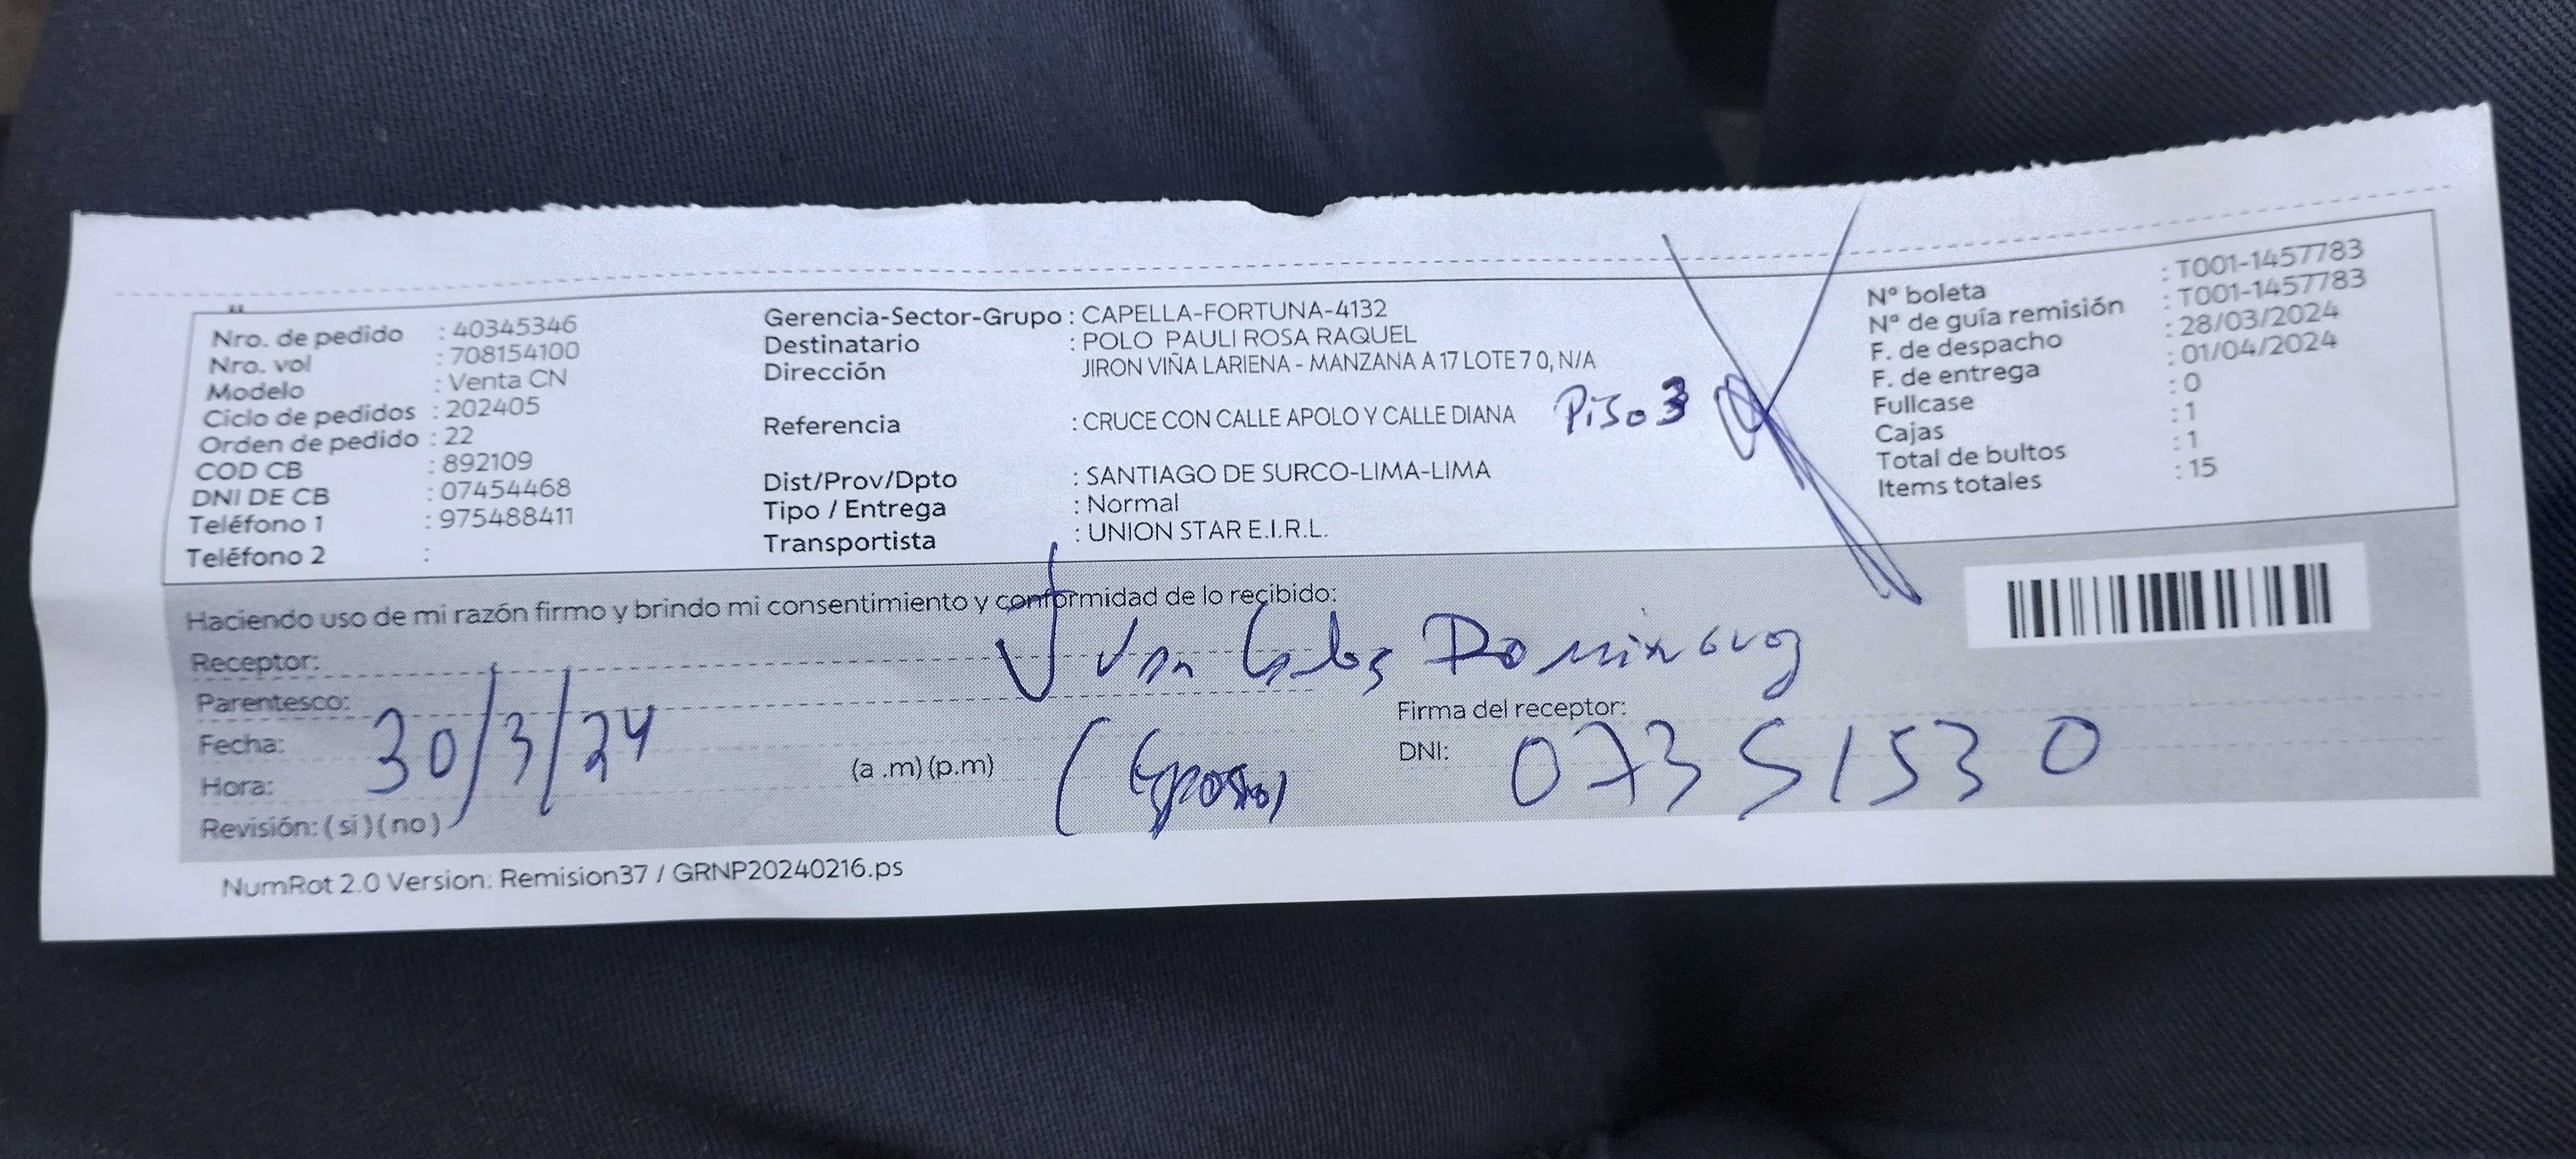 Nro. de pedido : 40345346
Nro. vol : 708154100
Modelo : Venta CN
Ciclo de pedidos : 202405
Orden de pedido : 22
COD CB : 892109
DNI DE CB : 07454468
Teléfono 1 : 975488411
Teléfono 2 :
Gerencia-Sector-Grupo : CAPELLA-FORTUNA-4132
Destinatario : POLO PAULI ROSA RAQUEL
Dirección JIRON VIÑA LARIENA - MANZANA A 17 LOTE 7 0, N/A
Referencia : CRUCE CON CALLE APOLO Y CALLE DIANA Piso 3
Dist/Prov/Dpto : SANTIAGO DE SURCO-LIMA-LIMA
Tipo / Entrega : Normal
Transportista : UNION STAR E.I.R.L.
Nº boleta : T001-1457783
Nº de guía remisión : T001-1457783
F. de despacho : 28/03/2024
F. de entrega : 01/04/2024
Fullcase : 0
Cajas : 1
Total de bultos : 1
Items totales : 15
Haciendo uso de mi razón firmo y brindo mi consentimiento y conformidad de lo recibido:
Receptor: Juan Carlos Dominguez
Parentesco: (Esposo)
Fecha: 30/3/24
Hora: (a .m) (p.m)
Revisión: ( si ) ( no )
Firma del receptor:
DNI: 07351530
NumRot 2.0 Version: Remision37 / GRNP20240216.ps